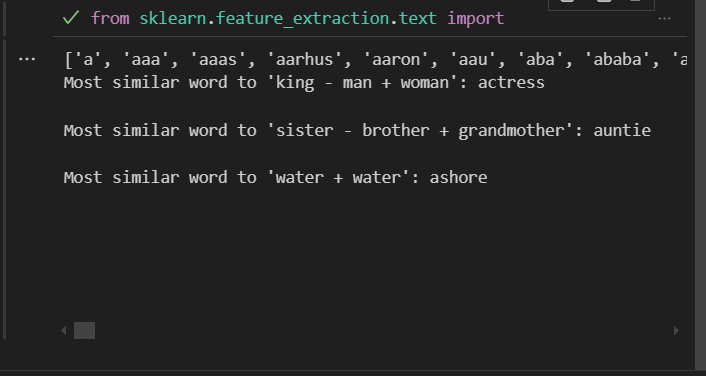 from sklearn.feature_extraction.text import
['a', 'aaa', 'aaas', 'aarhus', 'aaron', 'aau', 'aba', 'ababa', 'a
Most similar word to 'king - man + woman': actress
Most similar word to 'sister - brother + grandmother': auntie
Most similar word to 'water + water': ashore